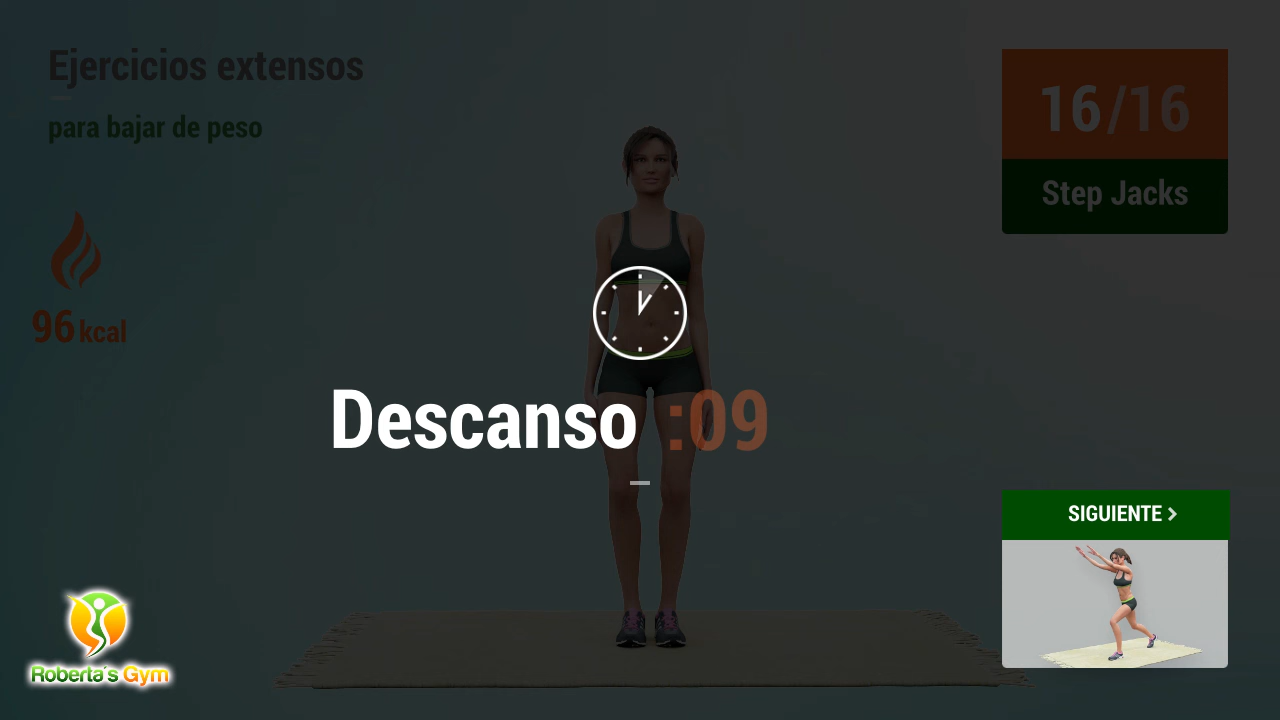 Ejercicios extensos
para bajar de peso
96 kcal
16/16
Step Jacks
Descanso :09
SIGUIENTE >
Roberta´s Gym